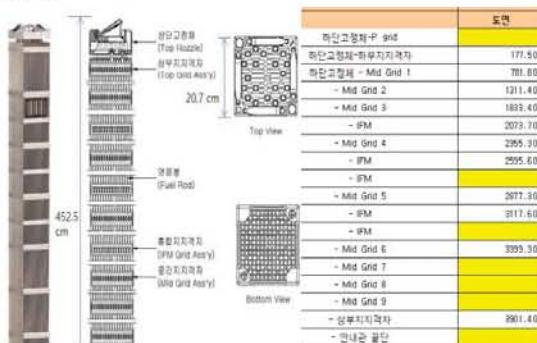 상단고정체
(Top Nozzle)
상부지지격자
(Top Grid Ass'y)
20.7 cm
Top View
연료봉
(Fuel Rod)
452.5
cm
혼합지지격자
(IFM Grid Ass'y)
중간지지격자
(Mid Grid Ass'y)
Bottom View
도면
하단고정체-P grid
하단고정체-하부지지격자 177.50
하단고정체 - Mid Grid 1 781.80
- Mid Grid 2 1311.40
- Mid Grid 3 1833.40
- IFM 2073.70
- Mid Grid 4 2355.30
- IFM 2595.60
- IFM
- Mid Grid 5 2877.30
- IFM 3117.60
- IFM
- Mid Grid 6 3399.30
- Mid Grid 7
- Mid Grid 8
- Mid Grid 9
- 상부지지격자 3901.40
- 안내관 끝단